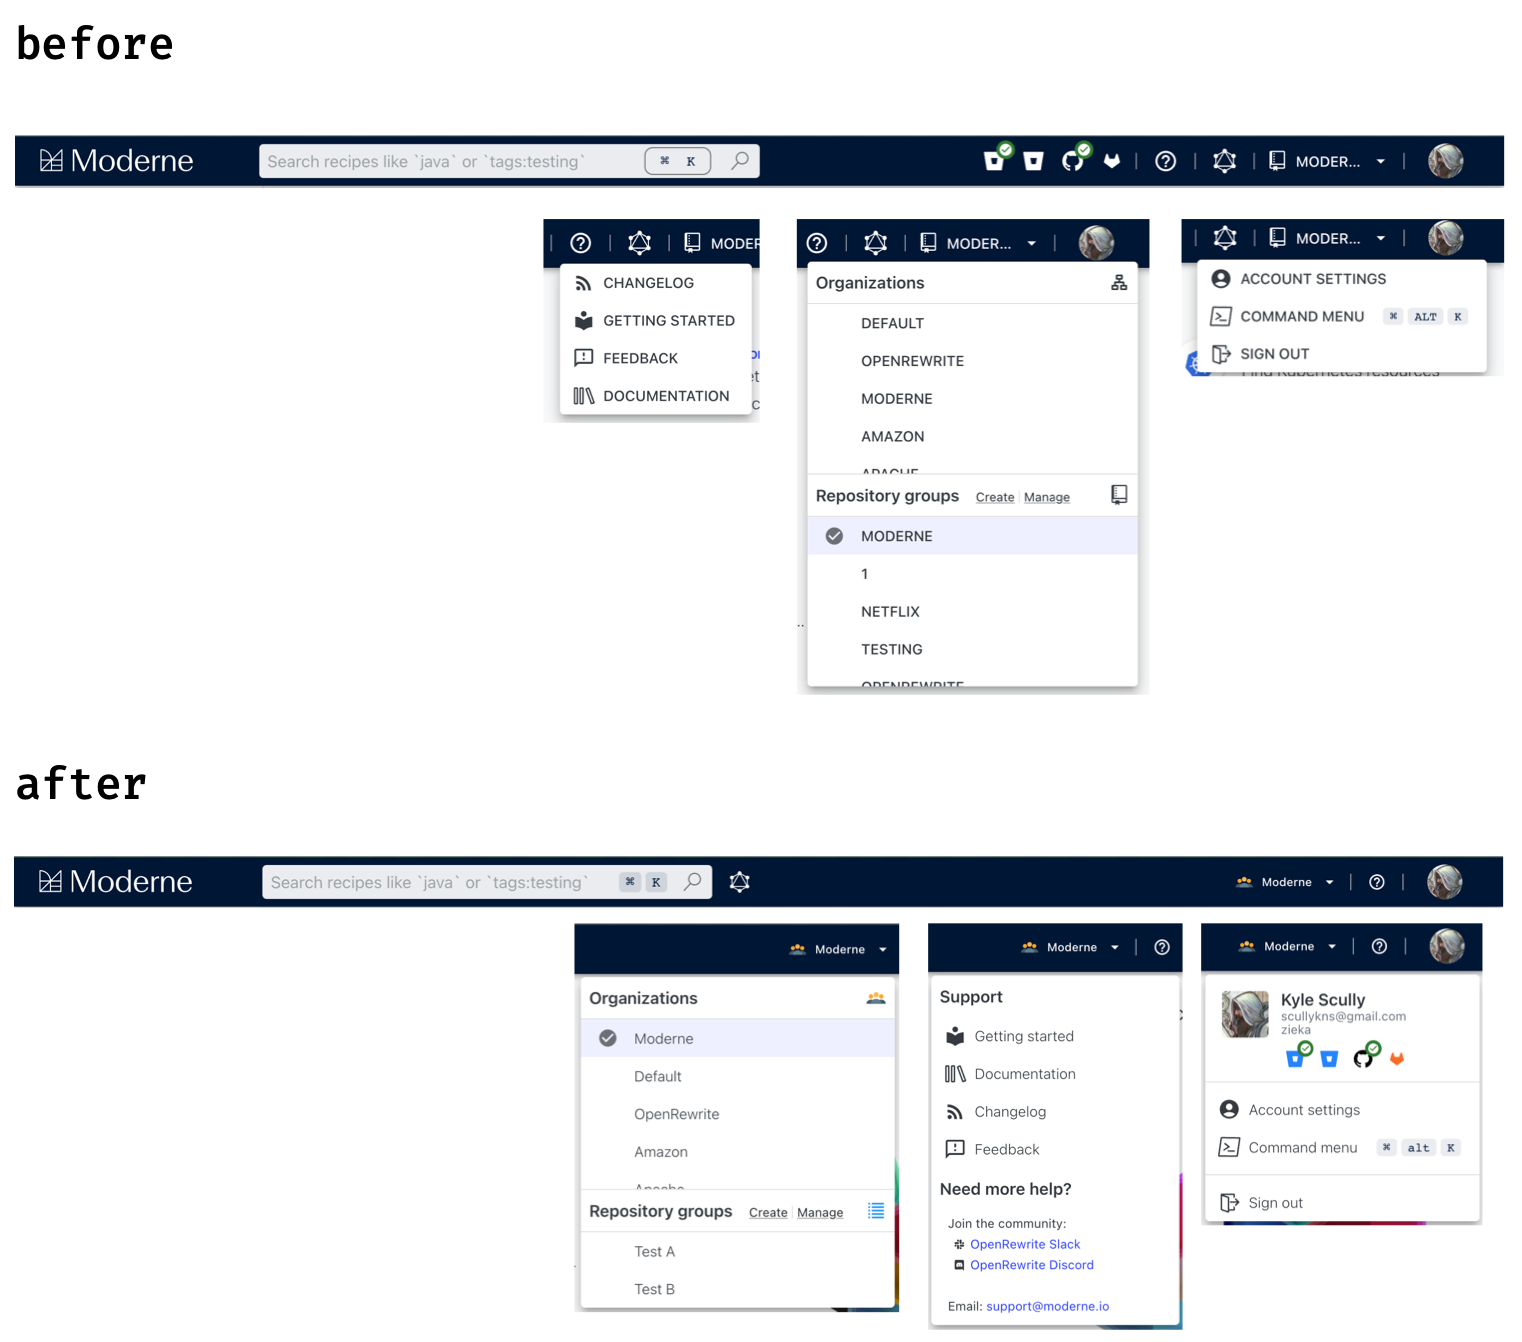 before
Moderne
Search recipes like `java` or `tags:testing`
⌘ K
MODER...
MODER
CHANGELOG
GETTING STARTED
FEEDBACK
DOCUMENTATION
MODER...
Organizations
DEFAULT
OPENREWRITE
MODERNE
AMAZON
APACHE
Repository groups Create Manage
MODERNE
1
NETFLIX
TESTING
OPENREWRITE
MODER...
ACCOUNT SETTINGS
COMMAND MENU ⌘ ALT K
SIGN OUT
Find Kubernetes resources
after
Moderne
Search recipes like `java` or `tags:testing`
⌘ K
Moderne
Moderne
Organizations
Moderne
Default
OpenRewrite
Amazon
Apache
Repository groups Create Manage
Test A
Test B
Moderne
Support
Getting started
Documentation
Changelog
Feedback
Need more help?
Join the community:
OpenRewrite Slack
OpenRewrite Discord
Email: support@moderne.io
Moderne
Kyle Scully
scullykns@gmail.com
zieka
Account settings
Command menu ⌘ alt K
Sign out